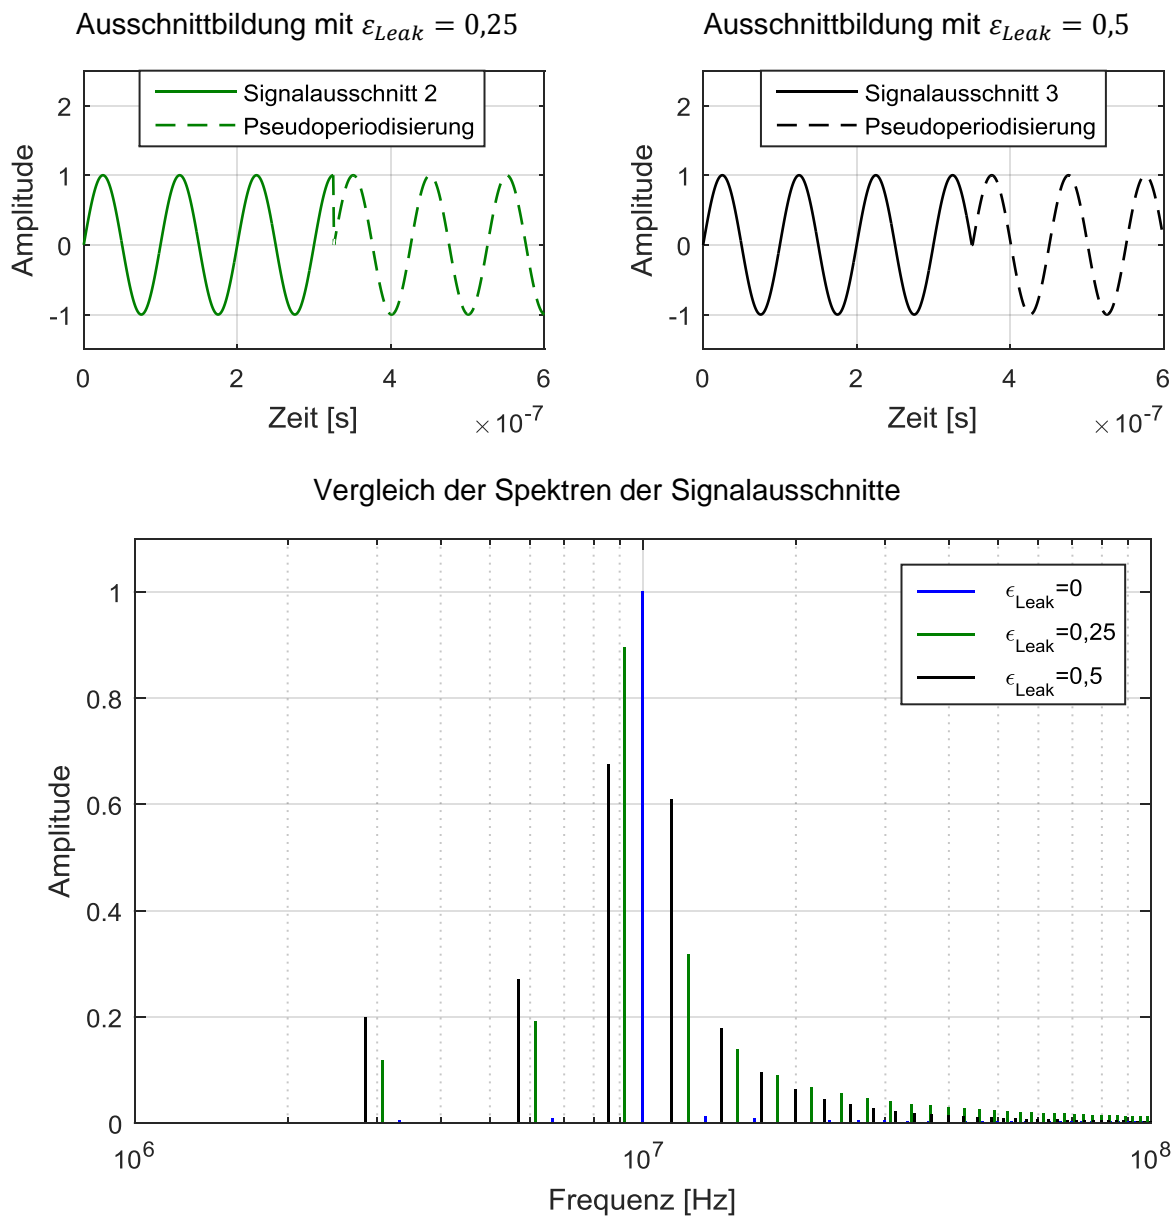 Ausschnittbildung mit ε_Leak = 0,25
Signalausschnitt 2
Pseudoperiodisierung
Amplitude
2
1
0
-1
0
2
4
6
Zeit [s]
×10^-7
Ausschnittbildung mit ε_Leak = 0,5
Signalausschnitt 3
Pseudoperiodisierung
Amplitude
2
1
0
-1
0
2
4
6
Zeit [s]
×10^-7
Vergleich der Spektren der Signalausschnitte
ϵ_Leak=0
ϵ_Leak=0,25
ϵ_Leak=0,5
Amplitude
1
0.8
0.6
0.4
0.2
0
10^6
10^7
10^8
Frequenz [Hz]